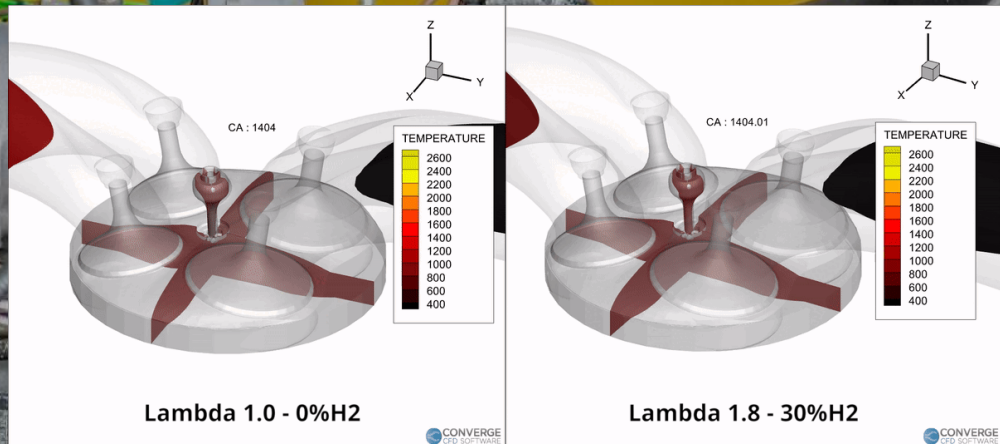 Z
Y
X
CA : 1404
TEMPERATURE
2600
2400
2200
2000
1800
1600
1400
1200
1000
800
600
400
Lambda 1.0 - 0%H2
CONVERGE
CFD SOFTWARE
Z
Y
X
CA : 1404.01
TEMPERATURE
2600
2400
2200
2000
1800
1600
1400
1200
1000
800
600
400
Lambda 1.8 - 30%H2
CONVERGE
CFD SOFTWARE